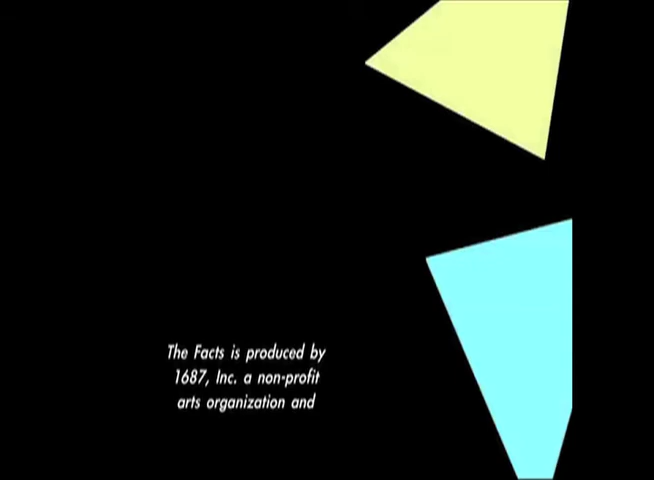 The Facts is produced by
1687, Inc. a non-profit
arts organization and